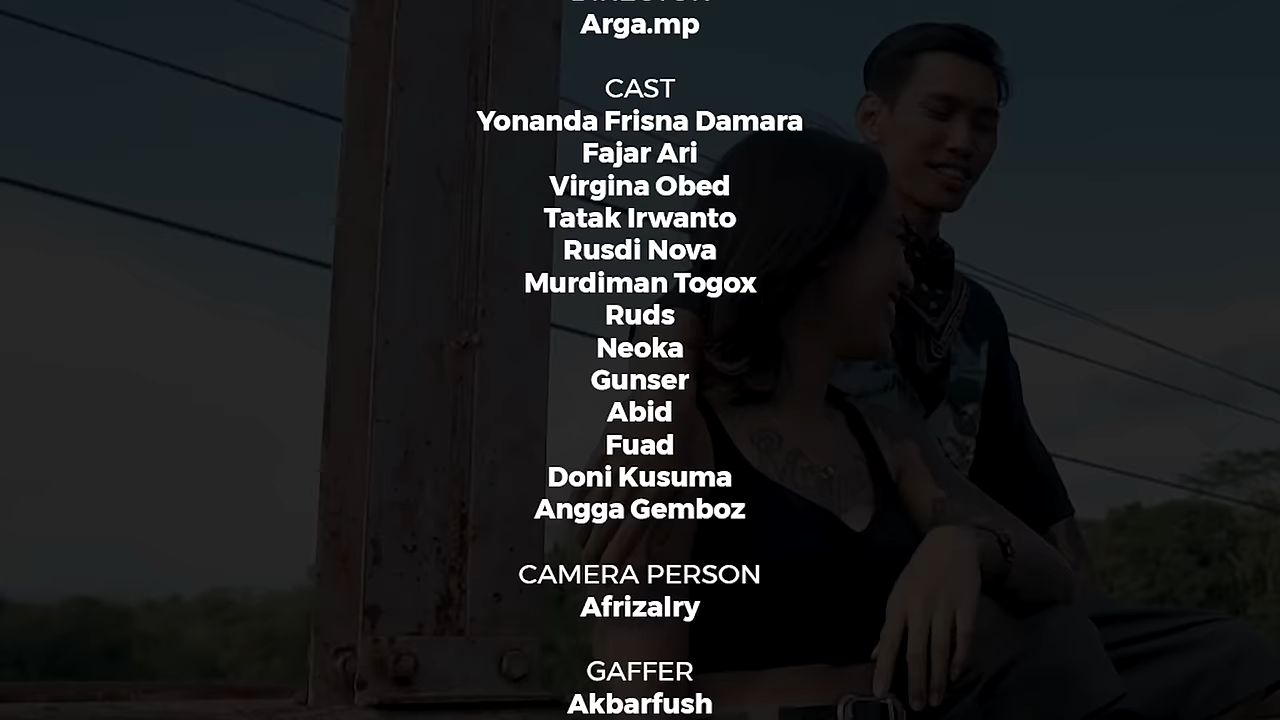 Arga.mp
CAST
Yonanda Frisna Damara
Fajar Ari
Virgina Obed
Tatak Irwanto
Rusdi Nova
Murdiman Togox
Ruds
Neoka
Gunser
Abid
Fuad
Doni Kusuma
Angga Gemboz
CAMERA PERSON
Afrizalry
GAFFER
Akbarfush